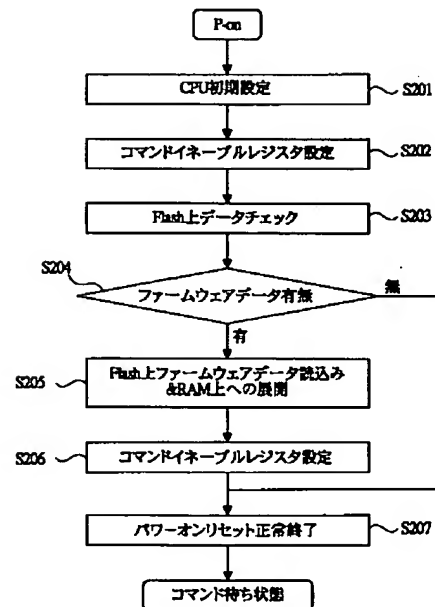 P-on
CPU初期設定
S201
コマンドイネーブルレジスタ設定
S202
Flash上データチェック
S203
S204
ファームウェアデータ有無
無
有
S205
Flash上ファームウェアデータ読込み
&RAM上への展開
S206
コマンドイネーブルレジスタ設定
パワーオンリセット正常終了
S207
コマンド待ち状態